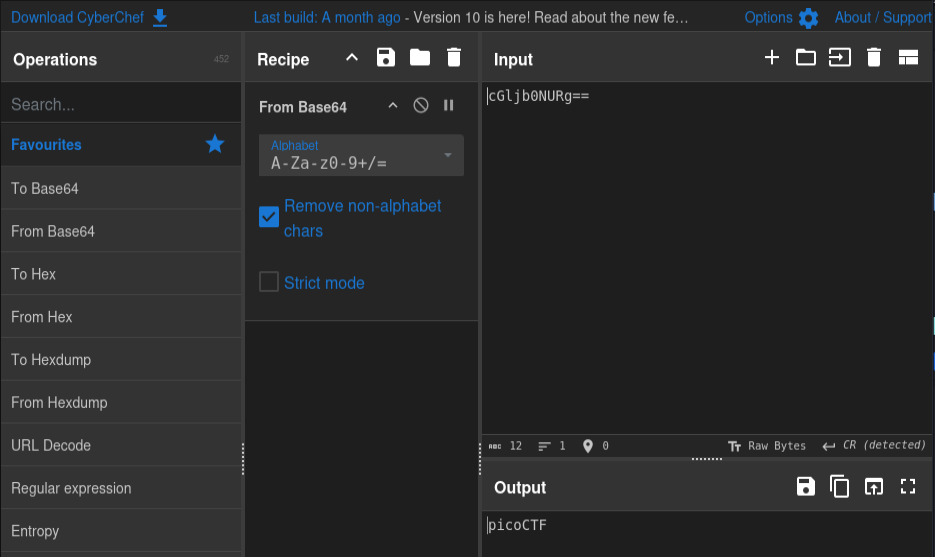 Download CyberChef
Last build: A month ago - Version 10 is here! Read about the new fe...
Options
About / Support
Operations
452
Search...
Favourites
To Base64
From Base64
To Hex
From Hex
To Hexdump
From Hexdump
URL Decode
Regular expression
Entropy
Recipe
From Base64
Alphabet
A-Za-z0-9+/=
Remove non-alphabet
chars
Strict mode
Input
cGljb0NURg==
ABC 12
1
0
Tт Raw Bytes
CR (detected)
Output
picoCTF